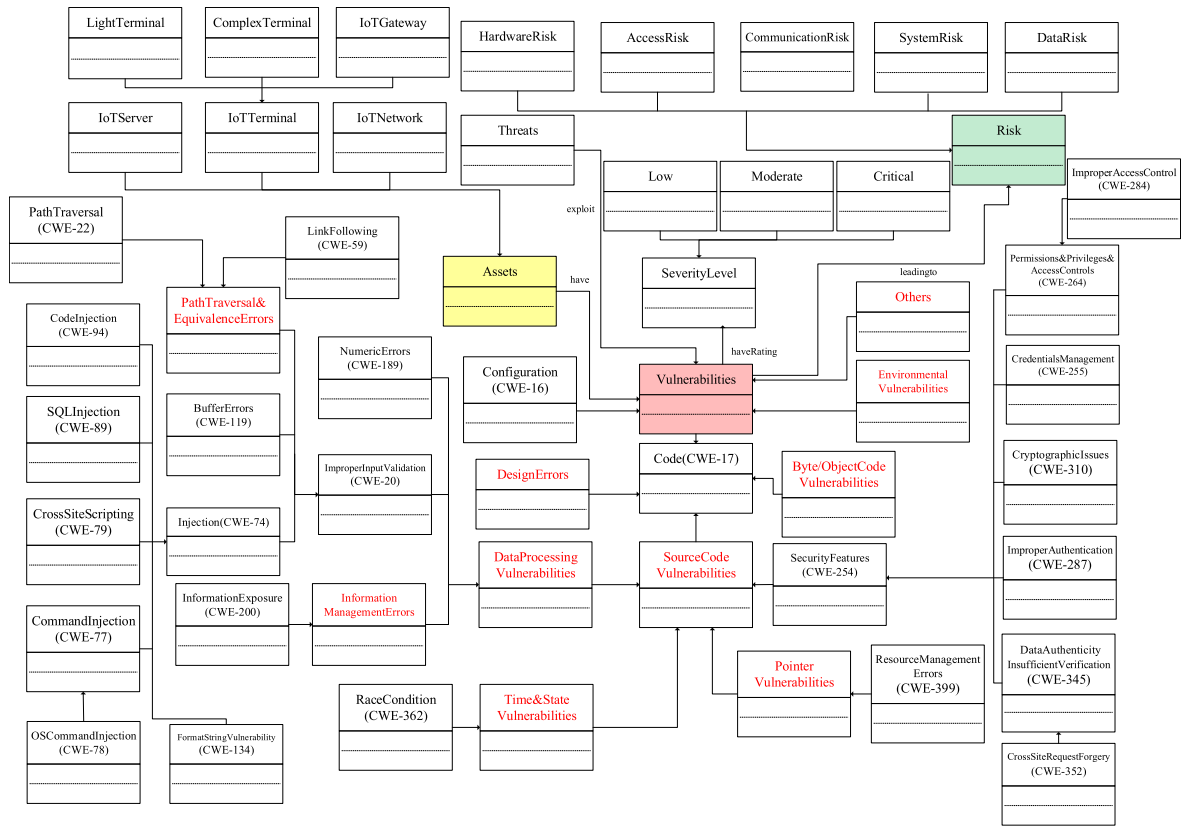 LightTerminal
ComplexTerminal
IoTGateway
HardwareRisk
AccessRisk
CommunicationRisk
SystemRisk
DataRisk
IoTServer
IoTTerminal
IoTNetwork
Threats
Risk
Low
Moderate
Critical
ImproperAccessControl
(CWE-284)
exploit
PathTraversal
(CWE-22)
LinkFollowing
(CWE-59)
Assets
have
SeverityLevel
leadingto
Permissions&Privileges&
AccessControls
(CWE-264)
PathTraversal&
EquivalenceErrors
Others
CodeInjection
(CWE-94)
NumericErrors
(CWE-189)
haveRating
Configuration
(CWE-16)
Vulnerabilities
Environmental
Vulnerabilities
CredentialsManagement
(CWE-255)
SQLInjection
(CWE-89)
BufferErrors
(CWE-119)
ImproperInputValidation
(CWE-20)
DesignErrors
Code(CWE-17)
Byte/ObjectCode
Vulnerabilities
CryptographicIssues
(CWE-310)
CrossSiteScripting
(CWE-79)
Injection(CWE-74)
DataProcessing
Vulnerabilities
SourceCode
Vulnerabilities
SecurityFeatures
(CWE-254)
ImproperAuthentication
(CWE-287)
InformationExposure
(CWE-200)
Information
ManagementErrors
CommandInjection
(CWE-77)
Pointer
Vulnerabilities
ResourceManagement
Errors
(CWE-399)
DataAuthenticity
InsufficientVerification
(CWE-345)
RaceCondition
(CWE-362)
Time&State
Vulnerabilities
OSCommandInjection
(CWE-78)
FormatStringVulnerability
(CWE-134)
CrossSiteRequestForgery
(CWE-352)